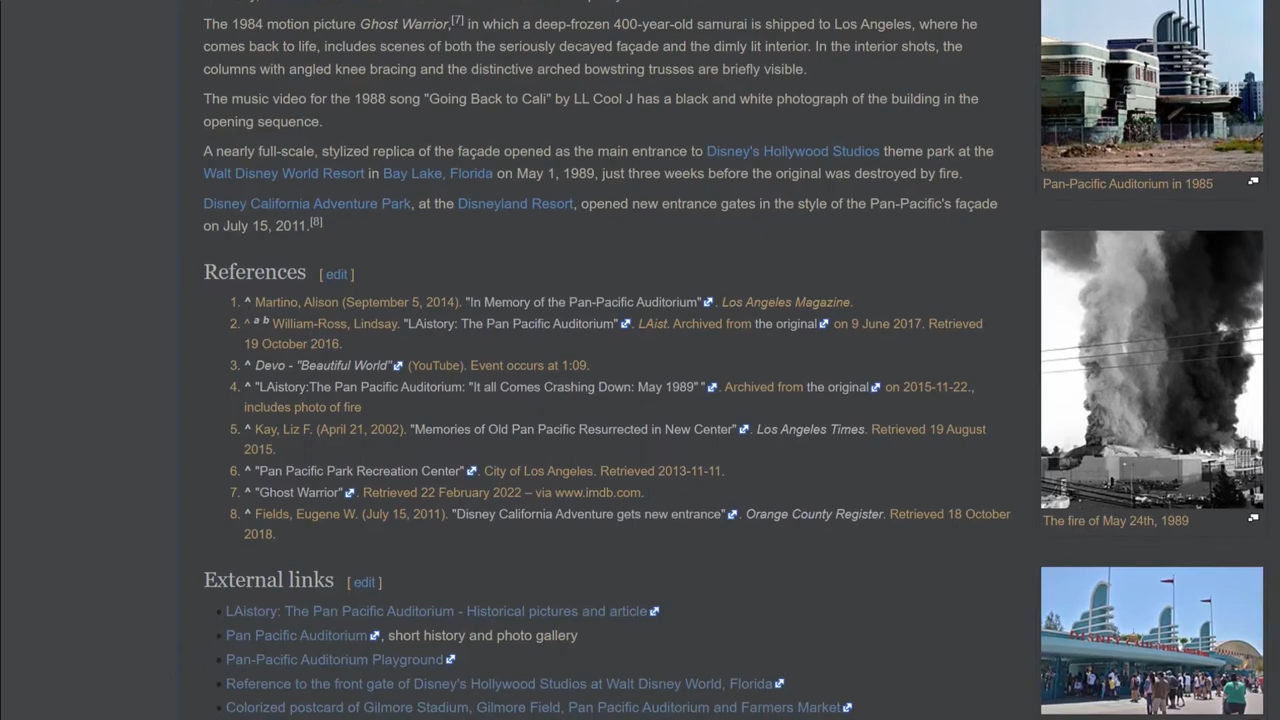 The 1984 motion picture Ghost Warrior,[7] in which a deep-frozen 400-year-old samurai is shipped to Los Angeles, where he
comes back to life, includes scenes of both the seriously decayed façade and the dimly lit interior. In the interior shots, the
columns with angled knee bracing and the distinctive arched bowstring trusses are briefly visible.
The music video for the 1988 song "Going Back to Cali" by LL Cool J has a black and white photograph of the building in the
opening sequence.
A nearly full-scale, stylized replica of the façade opened as the main entrance to Disney's Hollywood Studios theme park at the
Walt Disney World Resort in Bay Lake, Florida on May 1, 1989, just three weeks before the original was destroyed by fire.
Disney California Adventure Park, at the Disneyland Resort, opened new entrance gates in the style of the Pan-Pacific's façade
on July 15, 2011.[8]
References [ edit ]
1. ^ Martino, Alison (September 5, 2014). "In Memory of the Pan-Pacific Auditorium". Los Angeles Magazine.
2. ^ a b William-Ross, Lindsay. "LAistory: The Pan Pacific Auditorium". LAist. Archived from the original on 9 June 2017. Retrieved
19 October 2016.
3. ^ Devo - "Beautiful World" (YouTube). Event occurs at 1:09.
4. ^ "LAistory:The Pan Pacific Auditorium: "It all Comes Crashing Down: May 1989" ". Archived from the original on 2015-11-22.,
includes photo of fire
5. ^ Kay, Liz F. (April 21, 2002). "Memories of Old Pan Pacific Resurrected in New Center". Los Angeles Times. Retrieved 19 August
2015.
6. ^ "Pan Pacific Park Recreation Center". City of Los Angeles. Retrieved 2013-11-11.
7. ^ "Ghost Warrior". Retrieved 22 February 2022 – via www.imdb.com.
8. ^ Fields, Eugene W. (July 15, 2011). "Disney California Adventure gets new entrance". Orange County Register. Retrieved 18 October
2018.
External links [ edit ]
LAistory: The Pan Pacific Auditorium - Historical pictures and article
Pan Pacific Auditorium, short history and photo gallery
Pan-Pacific Auditorium Playground
Reference to the front gate of Disney's Hollywood Studios at Walt Disney World, Florida
Colorized postcard of Gilmore Stadium, Gilmore Field, Pan Pacific Auditorium and Farmers Market
Pan-Pacific Auditorium in 1985
The fire of May 24th, 1989